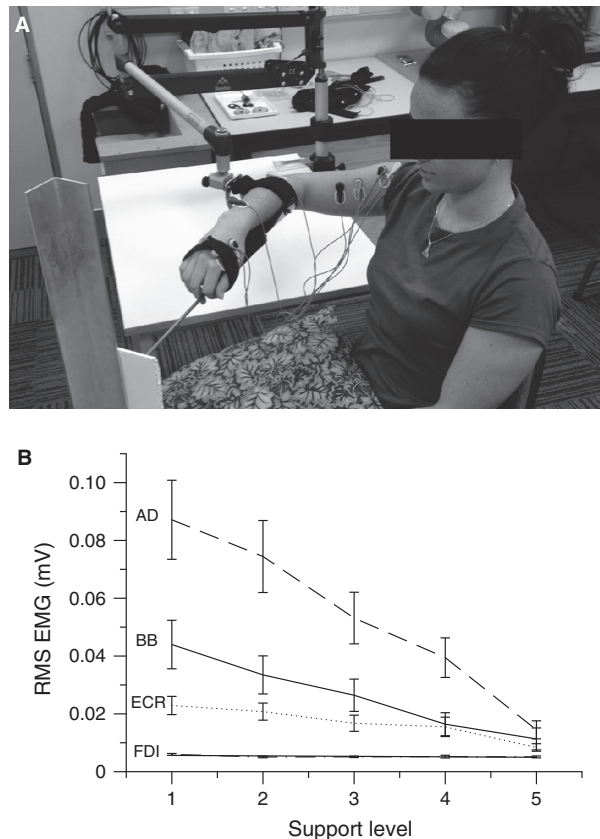 A
B
0.10
0.08
0.06
0.04
0.02
0
RMS EMG (mV)
AD
BB
ECR
FDI
1 2 3 4 5
Support level